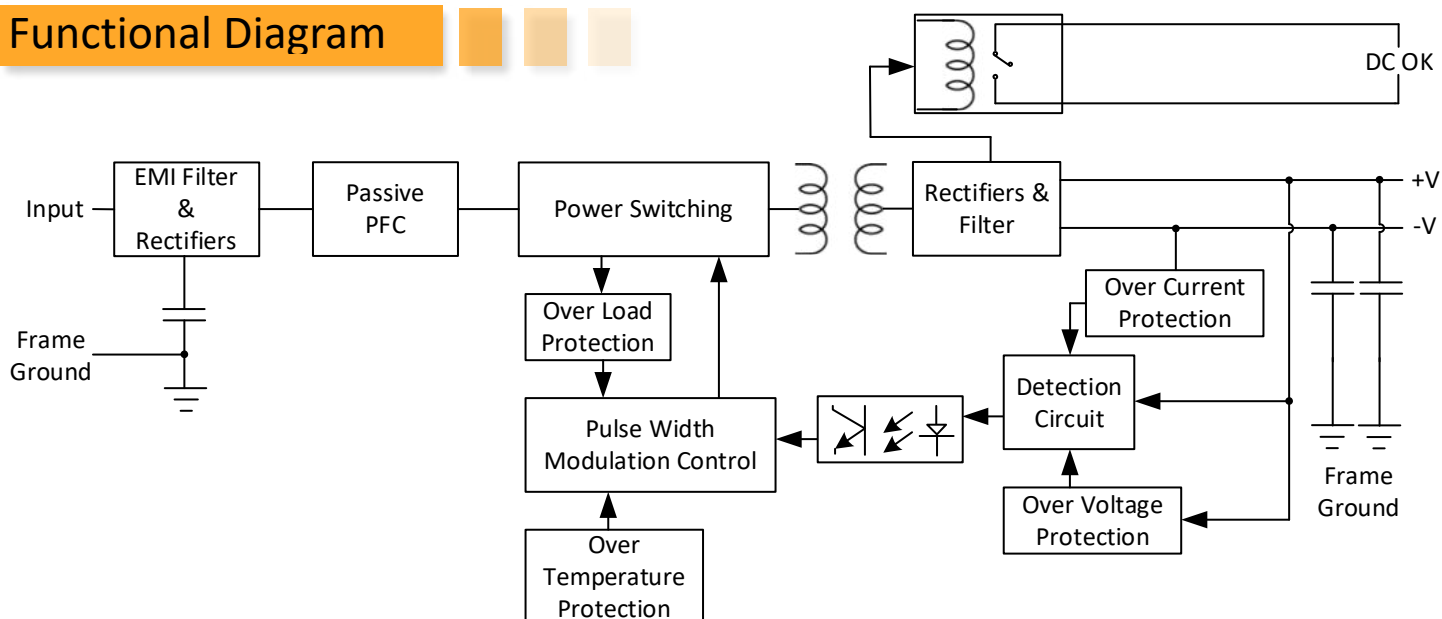 Functional Diagram
DC OK
Input
EMI Filter
&
Rectifiers
Passive
PFC
Power Switching
Rectifiers &
Filter
+V
-V
Over Load
Protection
Over Current
Protection
Frame
Ground
Pulse Width
Modulation Control
Detection
Circuit
Over Voltage
Protection
Frame
Ground
Over
Temperature
Protection